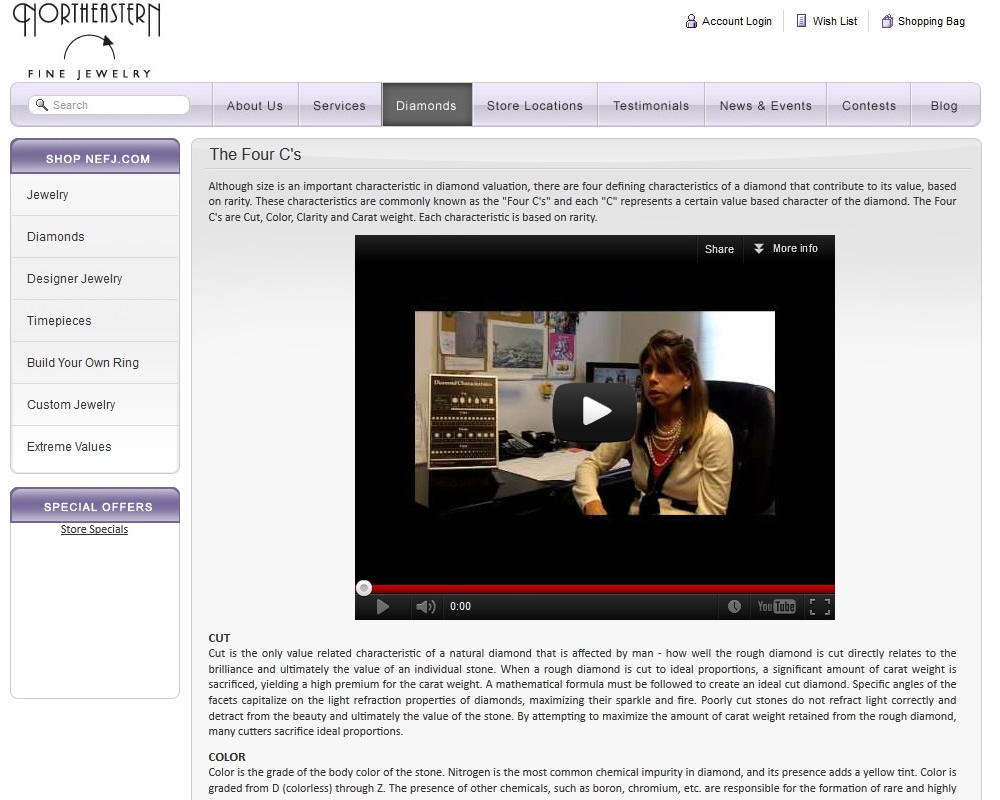 NORTHEASTERN
FINE JEWELRY
Account Login
Wish List
Shopping Bag
Search
About Us
Services
Diamonds
Store Locations
Testimonials
News & Events
Contests
Blog
SHOP NEFJ.COM
Jewelry
Diamonds
Designer Jewelry
Timepieces
Build Your Own Ring
Custom Jewelry
Extreme Values
SPECIAL OFFERS
Store Specials
The Four C's
Although size is an important characteristic in diamond valuation, there are four defining characteristics of a diamond that contribute to its value, based
on rarity. These characteristics are commonly known as the "Four C's" and each "C" represents a certain value based character of the diamond. The Four
C's are Cut, Color, Clarity and Carat weight. Each characteristic is based on rarity.
Share
More info
Diamond Characteristics
0:00
YouTube
CUT
Cut is the only value related characteristic of a natural diamond that is affected by man - how well the rough diamond is cut directly relates to the
brilliance and ultimately the value of an individual stone. When a rough diamond is cut to ideal proportions, a significant amount of carat weight is
sacrificed, yielding a high premium for the carat weight. A mathematical formula must be followed to create an ideal cut diamond. Specific angles of the
facets capitalize on the light refraction properties of diamonds, maximizing their sparkle and fire. Poorly cut stones do not refract light correctly and
detract from the beauty and ultimately the value of the stone. By attempting to maximize the amount of carat weight retained from the rough diamond,
many cutters sacrifice ideal proportions.
COLOR
Color is the grade of the body color of the stone. Nitrogen is the most common chemical impurity in diamond, and its presence adds a yellow tint. Color is
graded from D (colorless) through Z. The presence of other chemicals, such as boron, chromium, etc. are responsible for the formation of rare and highly